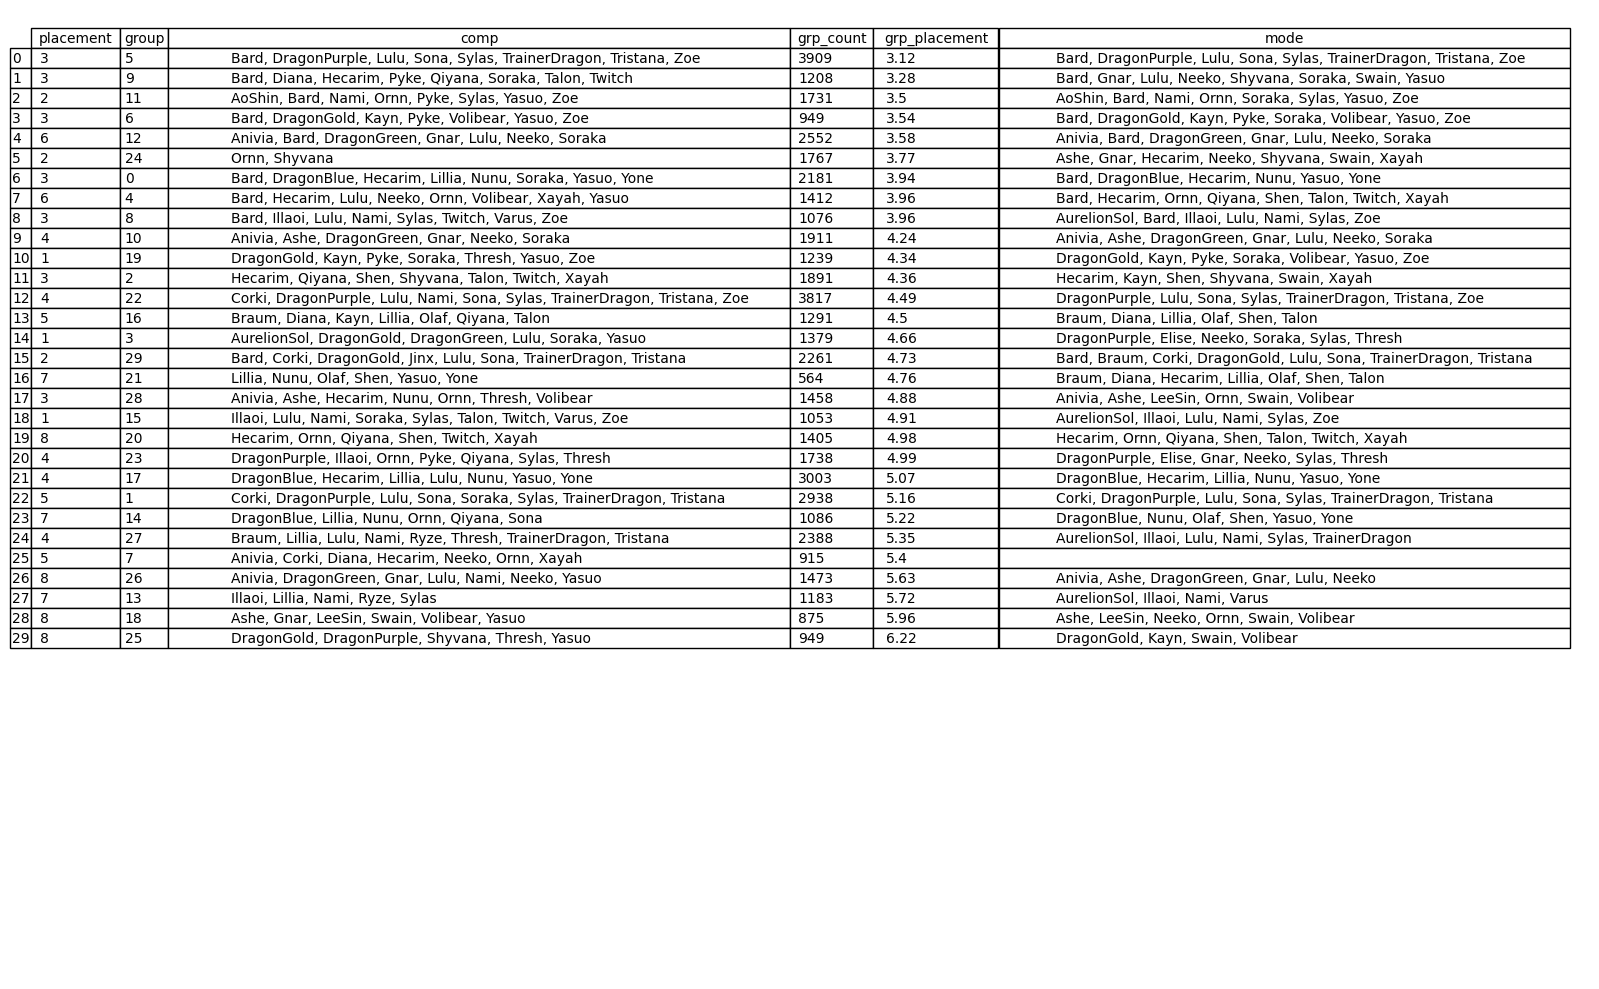 placement group comp grp_count grp_placement mode
0 3 5 Bard, DragonPurple, Lulu, Sona, Sylas, TrainerDragon, Tristana, Zoe 3909 3.12 Bard, DragonPurple, Lulu, Sona, Sylas, TrainerDragon, Tristana, Zoe
1 3 9 Bard, Diana, Hecarim, Pyke, Qiyana, Soraka, Talon, Twitch 1208 3.28 Bard, Gnar, Lulu, Neeko, Shyvana, Soraka, Swain, Yasuo
2 2 11 AoShin, Bard, Nami, Ornn, Pyke, Sylas, Yasuo, Zoe 1731 3.5 AoShin, Bard, Nami, Ornn, Soraka, Sylas, Yasuo, Zoe
3 3 6 Bard, DragonGold, Kayn, Pyke, Volibear, Yasuo, Zoe 949 3.54 Bard, DragonGold, Kayn, Pyke, Soraka, Volibear, Yasuo, Zoe
4 6 12 Anivia, Bard, DragonGreen, Gnar, Lulu, Neeko, Soraka 2552 3.58 Anivia, Bard, DragonGreen, Gnar, Lulu, Neeko, Soraka
5 2 24 Ornn, Shyvana 1767 3.77 Ashe, Gnar, Hecarim, Neeko, Shyvana, Swain, Xayah
6 3 0 Bard, DragonBlue, Hecarim, Lillia, Nunu, Soraka, Yasuo, Yone 2181 3.94 Bard, DragonBlue, Hecarim, Nunu, Yasuo, Yone
7 6 4 Bard, Hecarim, Lulu, Neeko, Ornn, Volibear, Xayah, Yasuo 1412 3.96 Bard, Hecarim, Ornn, Qiyana, Shen, Talon, Twitch, Xayah
8 3 8 Bard, Illaoi, Lulu, Nami, Sylas, Twitch, Varus, Zoe 1076 3.96 AurelionSol, Bard, Illaoi, Lulu, Nami, Sylas, Zoe
9 4 10 Anivia, Ashe, DragonGreen, Gnar, Neeko, Soraka 1911 4.24 Anivia, Ashe, DragonGreen, Gnar, Lulu, Neeko, Soraka
10 1 19 DragonGold, Kayn, Pyke, Soraka, Thresh, Yasuo, Zoe 1239 4.34 DragonGold, Kayn, Pyke, Soraka, Volibear, Yasuo, Zoe
11 3 2 Hecarim, Qiyana, Shen, Shyvana, Talon, Twitch, Xayah 1891 4.36 Hecarim, Kayn, Shen, Shyvana, Swain, Xayah
12 4 22 Corki, DragonPurple, Lulu, Nami, Sona, Sylas, TrainerDragon, Tristana, Zoe 3817 4.49 DragonPurple, Lulu, Sona, Sylas, TrainerDragon, Tristana, Zoe
13 5 16 Braum, Diana, Kayn, Lillia, Olaf, Qiyana, Talon 1291 4.5 Braum, Diana, Lillia, Olaf, Shen, Talon
14 1 3 AurelionSol, DragonGold, DragonGreen, Lulu, Soraka, Yasuo 1379 4.66 DragonPurple, Elise, Neeko, Soraka, Sylas, Thresh
15 2 29 Bard, Corki, DragonGold, Jinx, Lulu, Sona, TrainerDragon, Tristana 2261 4.73 Bard, Braum, Corki, DragonGold, Lulu, Sona, TrainerDragon, Tristana
16 7 21 Lillia, Nunu, Olaf, Shen, Yasuo, Yone 564 4.76 Braum, Diana, Hecarim, Lillia, Olaf, Shen, Talon
17 3 28 Anivia, Ashe, Hecarim, Nunu, Ornn, Thresh, Volibear 1458 4.88 Anivia, Ashe, LeeSin, Ornn, Swain, Volibear
18 1 15 Illaoi, Lulu, Nami, Soraka, Sylas, Talon, Twitch, Varus, Zoe 1053 4.91 AurelionSol, Illaoi, Lulu, Nami, Sylas, Zoe
19 8 20 Hecarim, Ornn, Qiyana, Shen, Twitch, Xayah 1405 4.98 Hecarim, Ornn, Qiyana, Shen, Talon, Twitch, Xayah
20 4 23 DragonPurple, Illaoi, Ornn, Pyke, Qiyana, Sylas, Thresh 1738 4.99 DragonPurple, Elise, Gnar, Neeko, Sylas, Thresh
21 4 17 DragonBlue, Hecarim, Lillia, Lulu, Nunu, Yasuo, Yone 3003 5.07 DragonBlue, Hecarim, Lillia, Nunu, Yasuo, Yone
22 5 1 Corki, DragonPurple, Lulu, Sona, Soraka, Sylas, TrainerDragon, Tristana 2938 5.16 Corki, DragonPurple, Lulu, Sona, Sylas, TrainerDragon, Tristana
23 7 14 DragonBlue, Lillia, Nunu, Ornn, Qiyana, Sona 1086 5.22 DragonBlue, Nunu, Olaf, Shen, Yasuo, Yone
24 4 27 Braum, Lillia, Lulu, Nami, Ryze, Thresh, TrainerDragon, Tristana 2388 5.35 AurelionSol, Illaoi, Lulu, Nami, Sylas, TrainerDragon
25 5 7 Anivia, Corki, Diana, Hecarim, Neeko, Ornn, Xayah 915 5.4
26 8 26 Anivia, DragonGreen, Gnar, Lulu, Nami, Neeko, Yasuo 1473 5.63 Anivia, Ashe, DragonGreen, Gnar, Lulu, Neeko
27 7 13 Illaoi, Lillia, Nami, Ryze, Sylas 1183 5.72 AurelionSol, Illaoi, Nami, Varus
28 8 18 Ashe, Gnar, LeeSin, Swain, Volibear, Yasuo 875 5.96 Ashe, LeeSin, Neeko, Ornn, Swain, Volibear
29 8 25 DragonGold, DragonPurple, Shyvana, Thresh, Yasuo 949 6.22 DragonGold, Kayn, Swain, Volibear